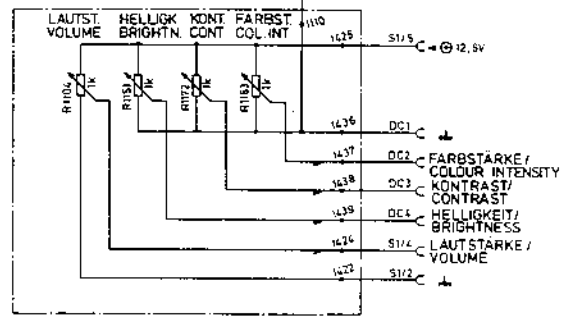 LAUTST. HELLIGK KONT. FARBST.
VOLUME BRIGHTN. CONT COL.INT
1110
1425 S1/5 12,6V
R1104 1k
R1151 1k
R1172 1k
R1163 1k
1436 DC1
1437 DC2 FARBSTÄRKE/
COLOUR INTENSITY
1438 DC3 KONTRAST/
CONTRAST
1439 DC4 HELLIGKEIT/
BRIGHTNESS
1424 S1/4 LAUTSTÄRKE/
VOLUME
1422 S1/2